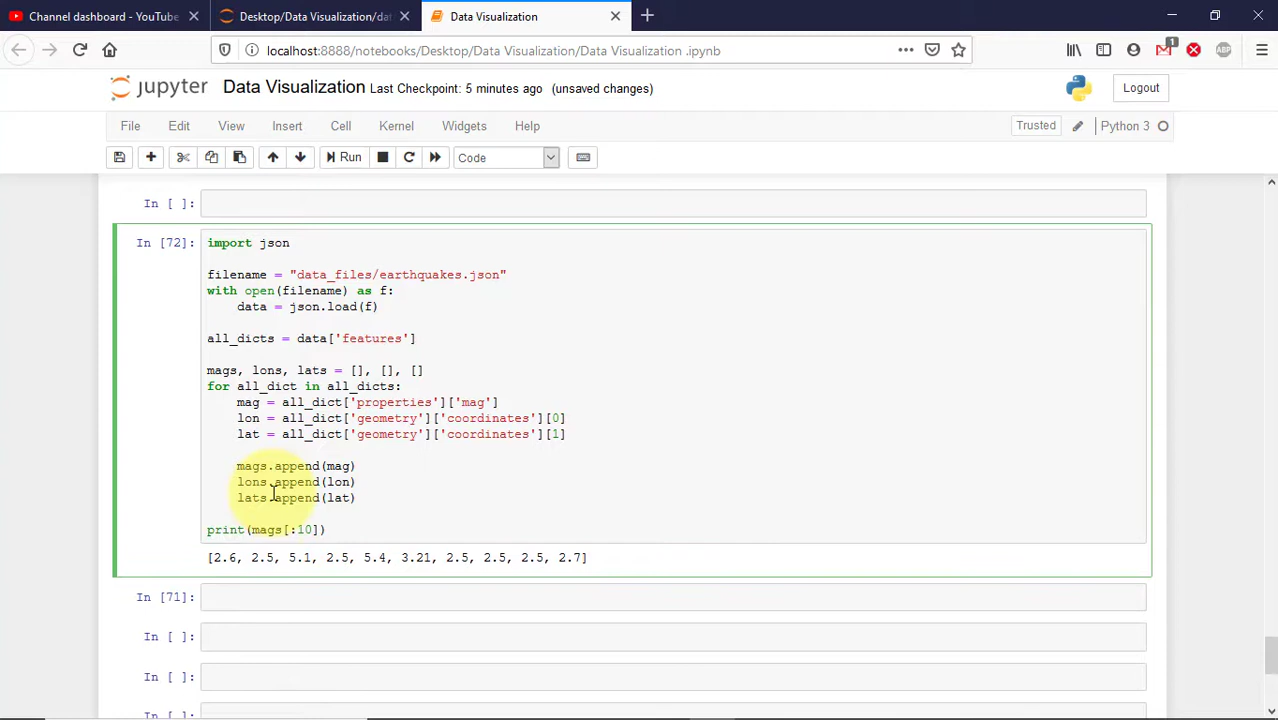 Channel dashboard - YouTube
Desktop/Data Visualization/dat
Data Visualization
localhost:8888/notebooks/Desktop/Data Visualization/Data Visualization .ipynb
1
ABP
jupyter
Data Visualization Last Checkpoint: 5 minutes ago (unsaved changes)
Logout
File Edit View Insert Cell Kernel Widgets Help
Trusted
Python 3
Run
Code
In [ ]:
In [72]:
import json
filename = "data_files/earthquakes.json"
with open(filename) as f:
    data = json.load(f)
all_dicts = data['features']
mags, lons, lats = [], [], []
for all_dict in all_dicts:
    mag = all_dict['properties']['mag']
    lon = all_dict['geometry']['coordinates'][0]
    lat = all_dict['geometry']['coordinates'][1]
    mags.append(mag)
    lons.append(lon)
    lats.append(lat)
print(mags[:10])
[2.6, 2.5, 5.1, 2.5, 5.4, 3.21, 2.5, 2.5, 2.5, 2.7]
In [71]:
In [ ]:
In [ ]:
In [ ]: